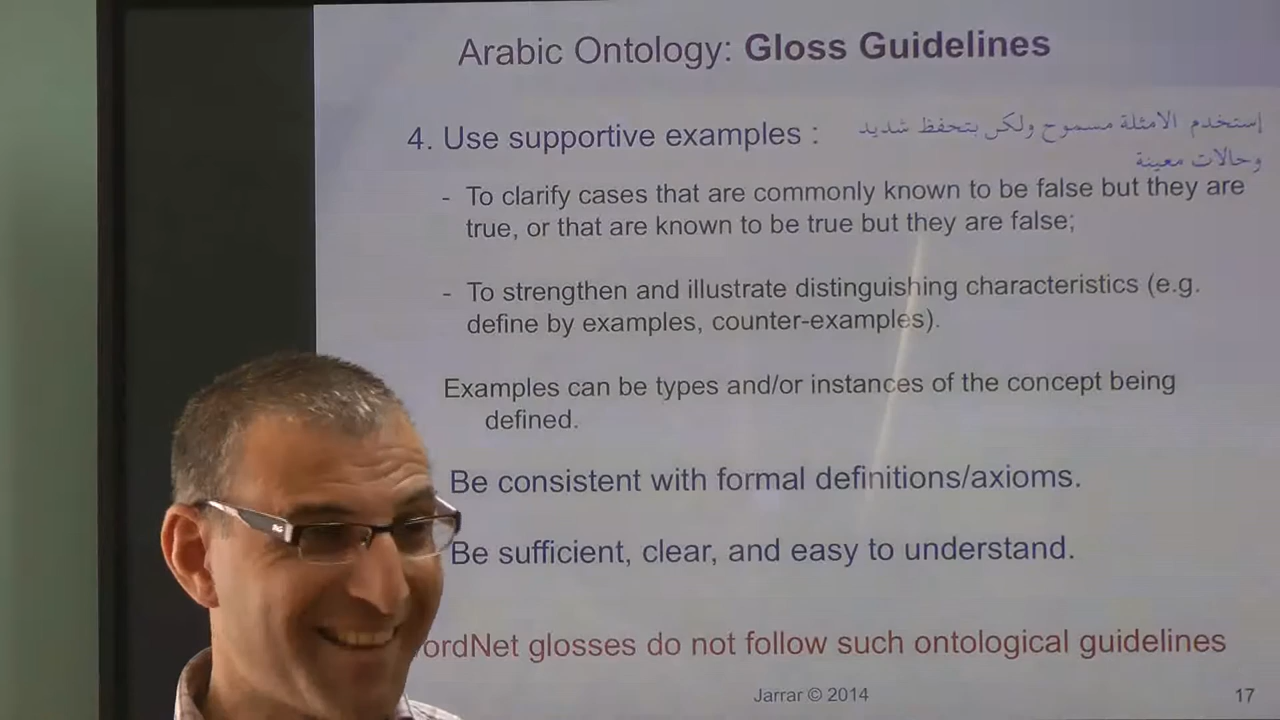 Arabic Ontology: Gloss Guidelines
4. Use supportive examples :
إستخدم الامثلة مسموح ولكن بتحفظ شديد
وحالات معينة
- To clarify cases that are commonly known to be false but they are
true, or that are known to be true but they are false;
- To strengthen and illustrate distinguishing characteristics (e.g.
define by examples, counter-examples).
Examples can be types and/or instances of the concept being
defined.
Be consistent with formal definitions/axioms.
Be sufficient, clear, and easy to understand.
ordNet glosses do not follow such ontological guidelines
Jarrar © 2014
17